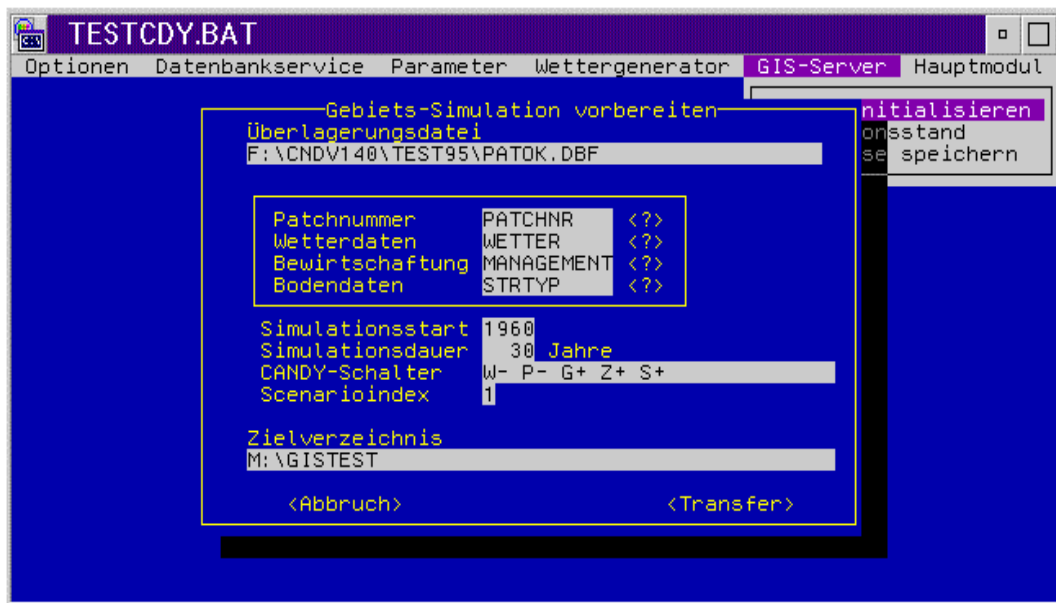 TESTCDY.BAT
Optionen Datenbankservice Parameter Wettergenerator GIS-Server Hauptmodul
nitialisieren
onsstand
se speichern
Gebiets-Simulation vorbereiten
Überlagerungsdatei
F:\CNDV140\TEST95\PATOK.DBF
Patchnummer PATCHNR <?>
Wetterdaten WETTER <?>
Bewirtschaftung MANAGEMENT <?>
Bodendaten STRTYP <?>
Simulationsstart 1960
Simulationsdauer 30 Jahre
CANDY-Schalter W- P- G+ Z+ S+
Scenarioindex 1
Zielverzeichnis
M:\GISTEST
<Abbruch> <Transfer>